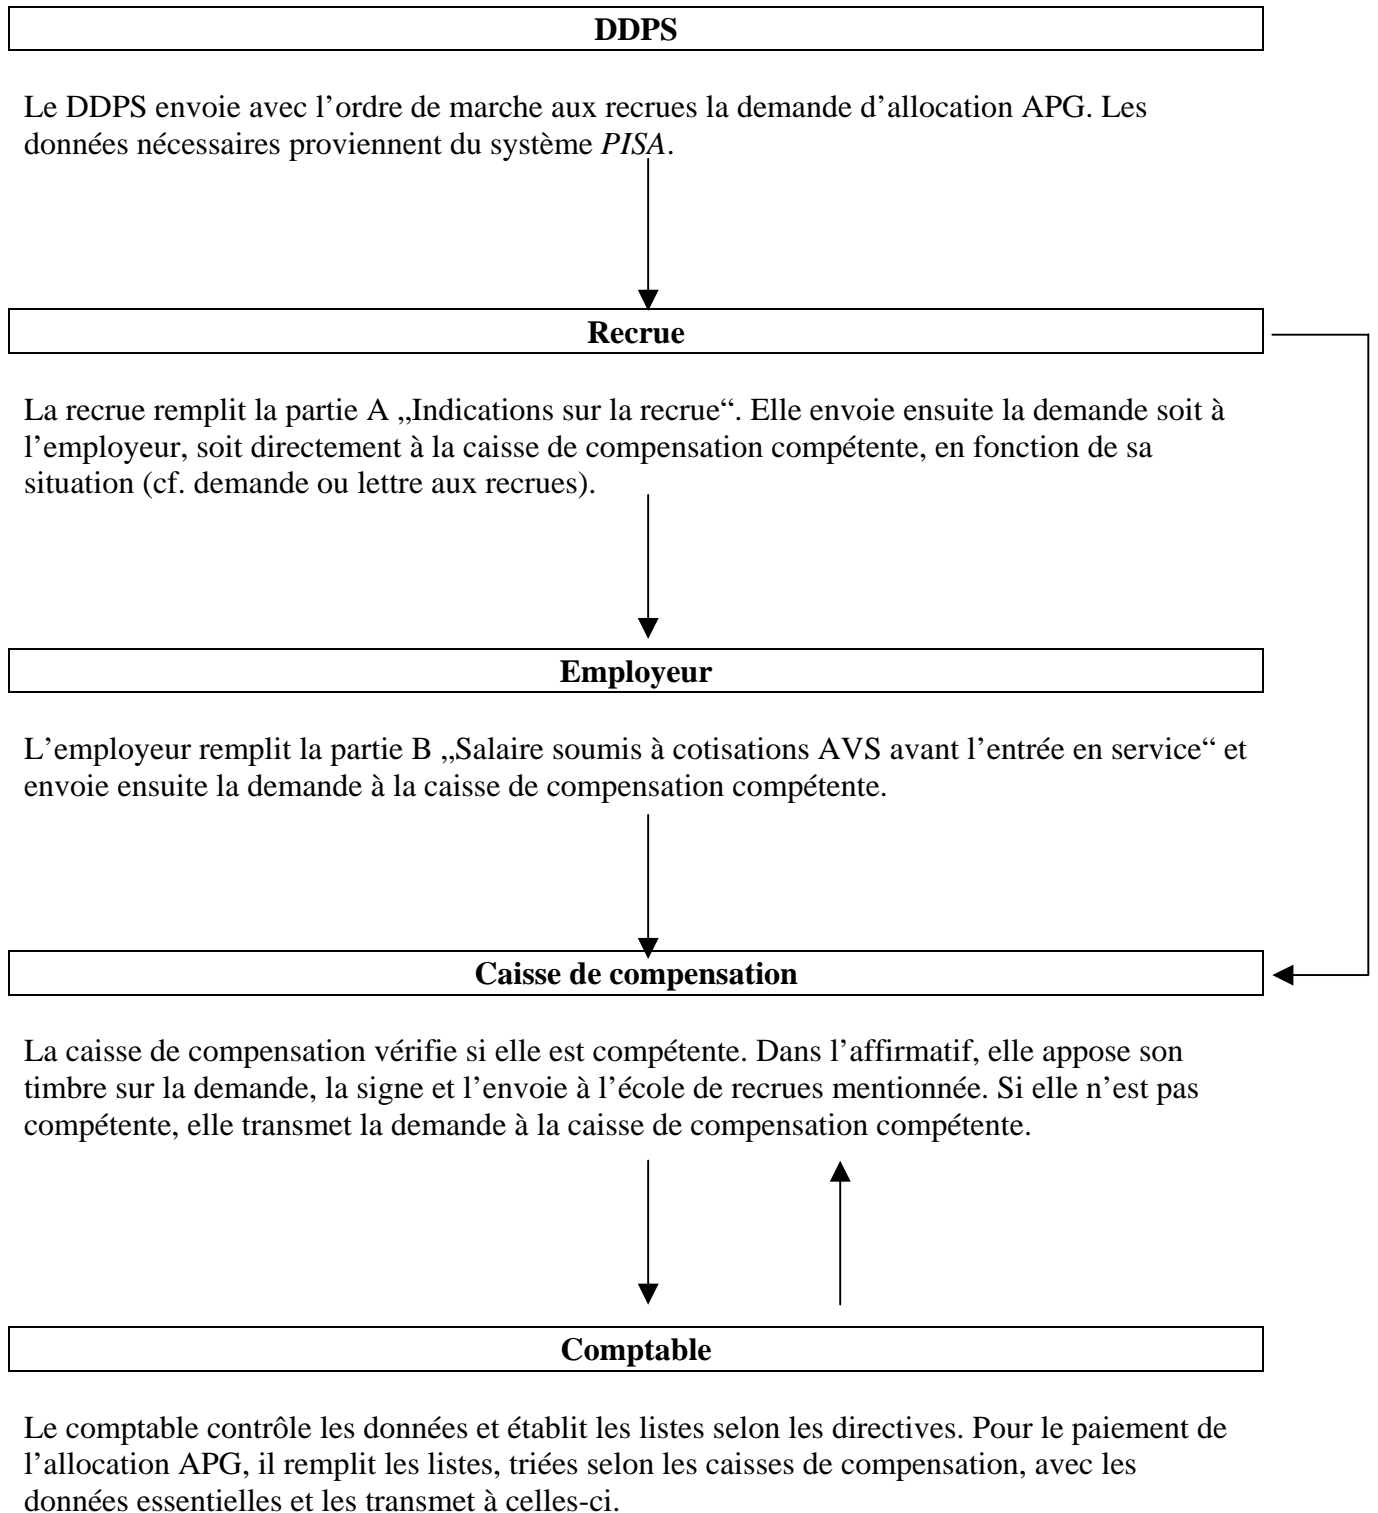 DDPS
Le DDPS envoie avec l’ordre de marche aux recrues la demande d’allocation APG. Les
données nécessaires proviennent du système PISA.
Recrue
La recrue remplit la partie A „Indications sur la recrue“. Elle envoie ensuite la demande soit à
l’employeur, soit directement à la caisse de compensation compétente, en fonction de sa
situation (cf. demande ou lettre aux recrues).
Employeur
L’employeur remplit la partie B „Salaire soumis à cotisations AVS avant l’entrée en service“ et
envoie ensuite la demande à la caisse de compensation compétente.
Caisse de compensation
La caisse de compensation vérifie si elle est compétente. Dans l’affirmatif, elle appose son
timbre sur la demande, la signe et l’envoie à l’école de recrues mentionnée. Si elle n’est pas
compétente, elle transmet la demande à la caisse de compensation compétente.
Comptable
Le comptable contrôle les données et établit les listes selon les directives. Pour le paiement de
l’allocation APG, il remplit les listes, triées selon les caisses de compensation, avec les
données essentielles et les transmet à celles-ci.